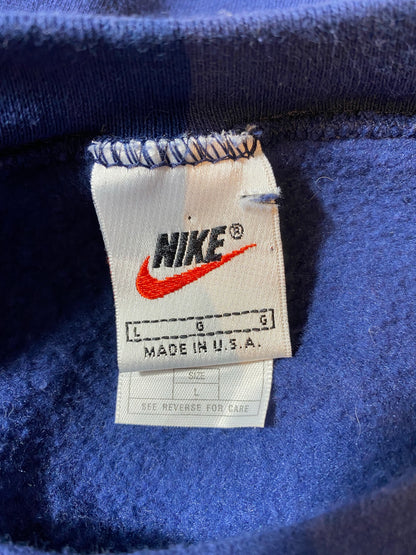 NIKE®
L G G
MADE IN U.S.A.
SIZE
L
SEE REVERSE FOR CARE